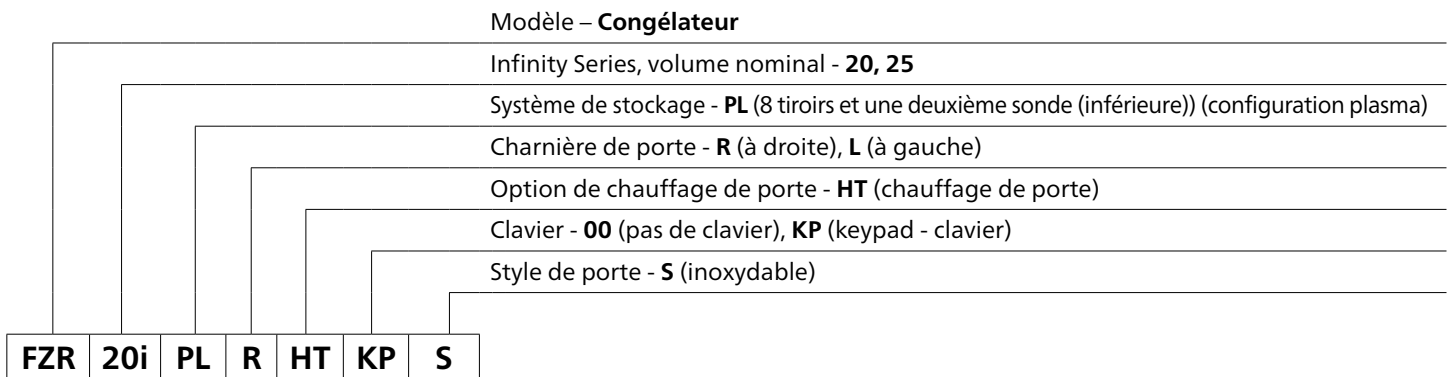 Modèle – Congélateur
Infinity Series, volume nominal - 20, 25
Système de stockage - PL (8 tiroirs et une deuxième sonde (inférieure)) (configuration plasma)
Charnière de porte - R (à droite), L (à gauche)
Option de chauffage de porte - HT (chauffage de porte)
Clavier - 00 (pas de clavier), KP (keypad - clavier)
Style de porte - S (inoxydable)
FZR 20i PL R HT KP S